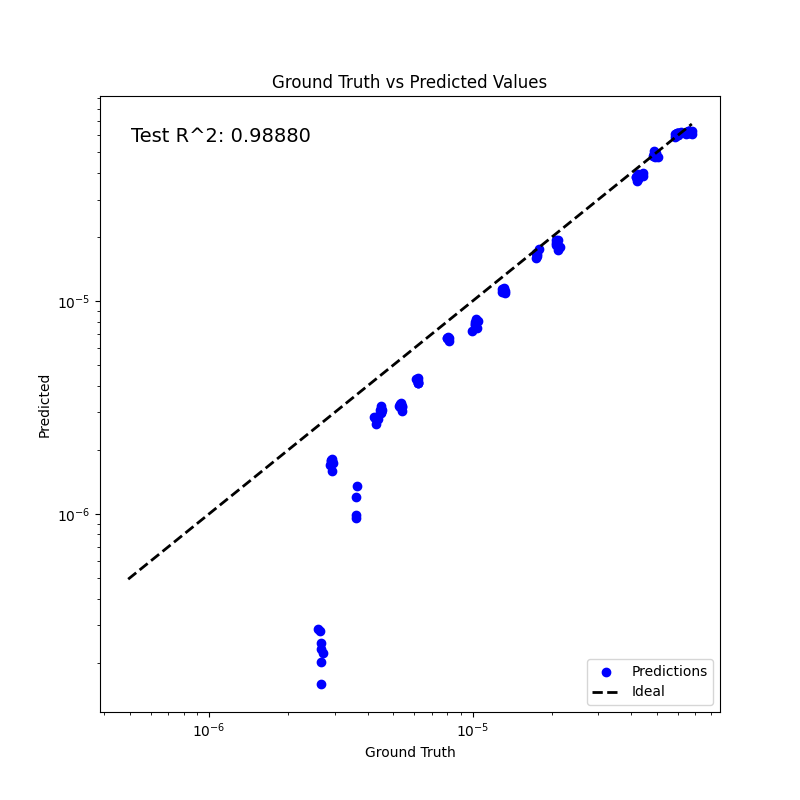 Ground Truth vs Predicted Values
Test R^2: 0.98880
Predicted
10⁻⁵
10⁻⁶
10⁻⁶
10⁻⁵
Ground Truth
Predictions
Ideal